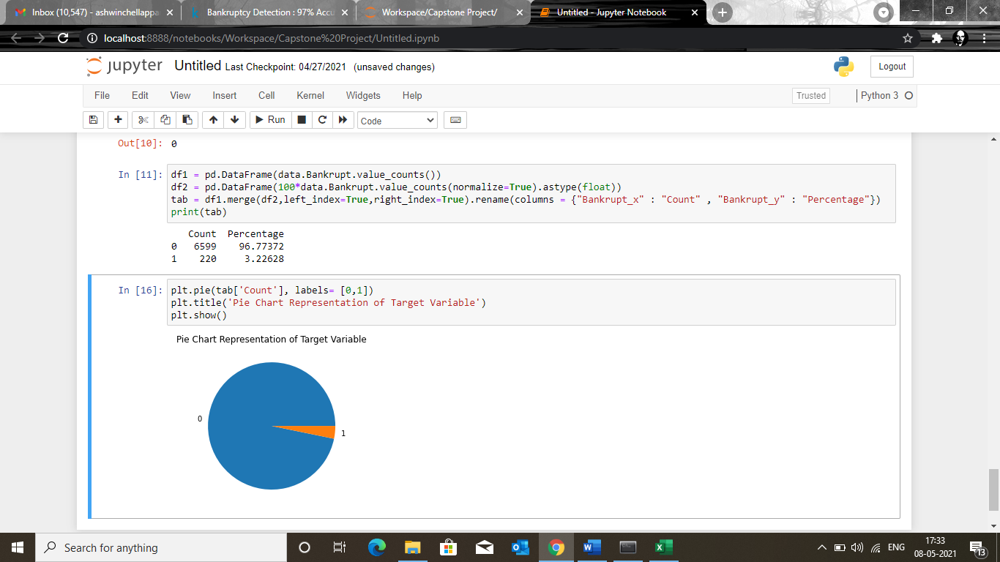 Inbox (10,547) - ashwinchellappa
Bankruptcy Detection : 97% Accu
Workspace/Capstone Project/
Untitled - Jupyter Notebook
localhost:8888/notebooks/Workspace/Capstone%20Project/Untitled.ipynb
jupyter Untitled Last Checkpoint: 04/27/2021 (unsaved changes)
Logout
File Edit View Insert Cell Kernel Widgets Help
Trusted
Python 3
Run
Code
Out[10]: 0
In [11]: df1 = pd.DataFrame(data.Bankrupt.value_counts())
df2 = pd.DataFrame(100*data.Bankrupt.value_counts(normalize=True).astype(float))
tab = df1.merge(df2,left_index=True,right_index=True).rename(columns = {"Bankrupt_x" : "Count" , "Bankrupt_y" : "Percentage"})
print(tab)
Count Percentage
0 6599 96.77372
1 220 3.22628
In [16]: plt.pie(tab['Count'], labels= [0,1])
plt.title('Pie Chart Representation of Target Variable')
plt.show()
Pie Chart Representation of Target Variable
0
1
Search for anything
ENG
17:33
08-05-2021
13